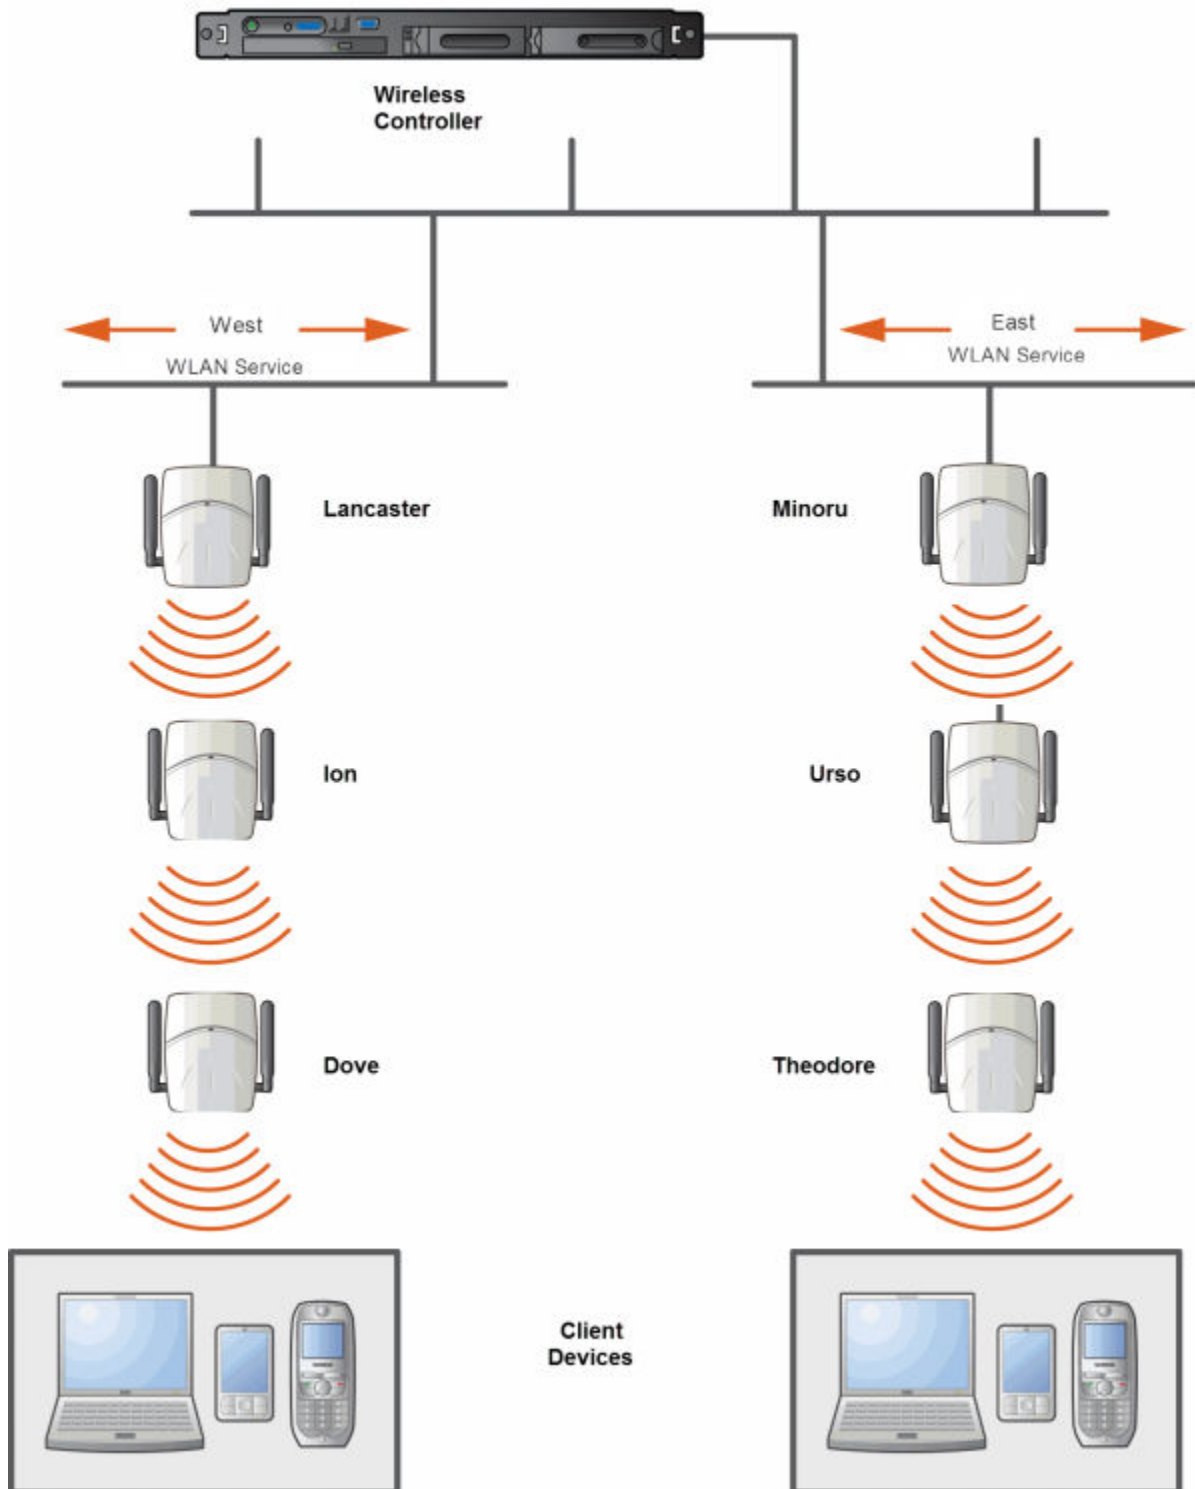 Wireless
Controller
West
WLAN Service
East
WLAN Service
Lancaster
Minoru
Ion
Urso
Dove
Theodore
Client
Devices